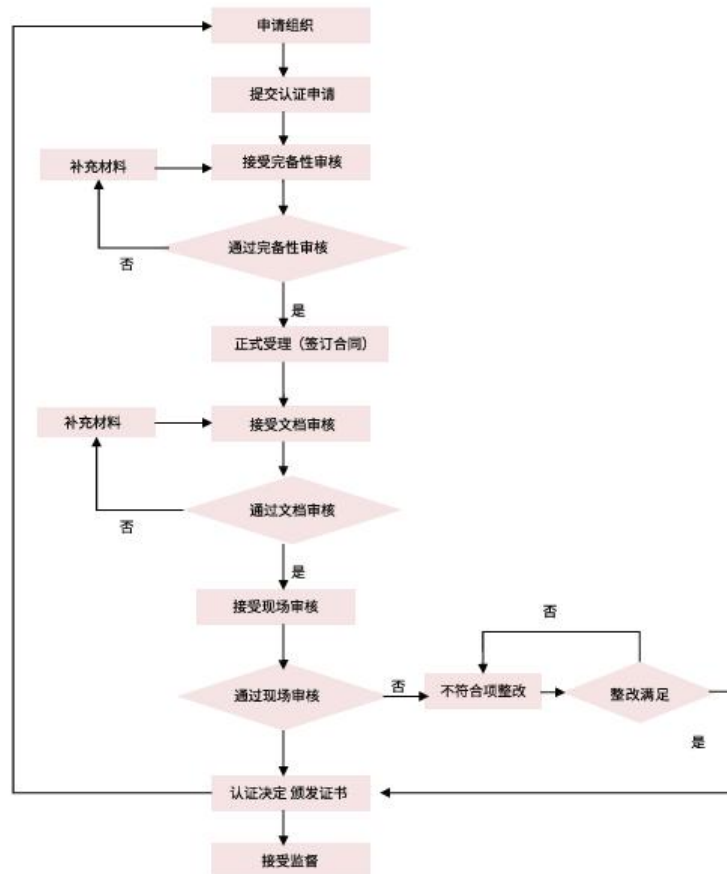 申请组织
提交认证申请
补充材料
接受完备性审核
通过完备性审核
否
是
正式受理（签订合同）
补充材料
接受文档审核
通过文档审核
否
是
接受现场审核
否
通过现场审核
否
不符合项整改
整改满足
是
认证决定 颁发证书
接受监督